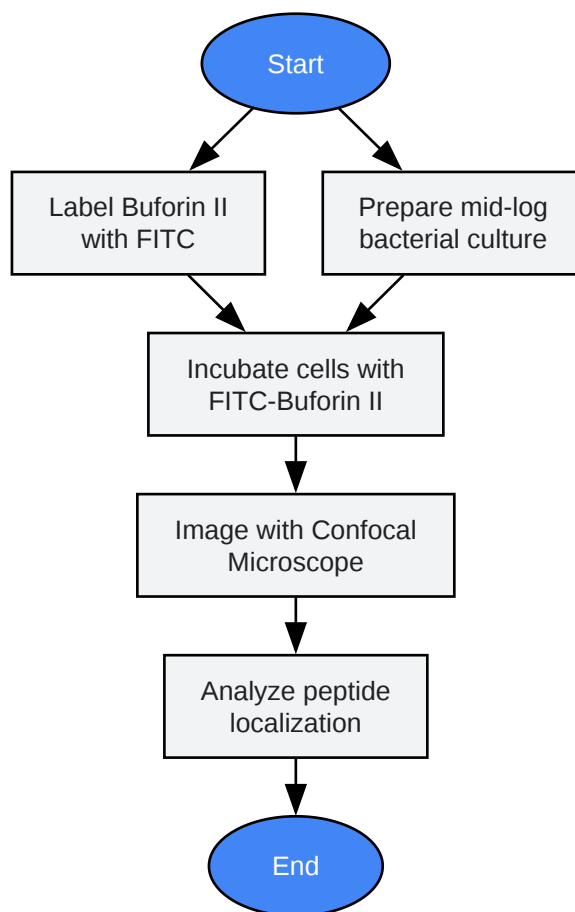 Start
Label Buforin II
with FITC
Prepare mid-log
bacterial culture
Incubate cells with
FITC-Buforin II
Image with Confocal
Microscope
Analyze peptide
localization
End